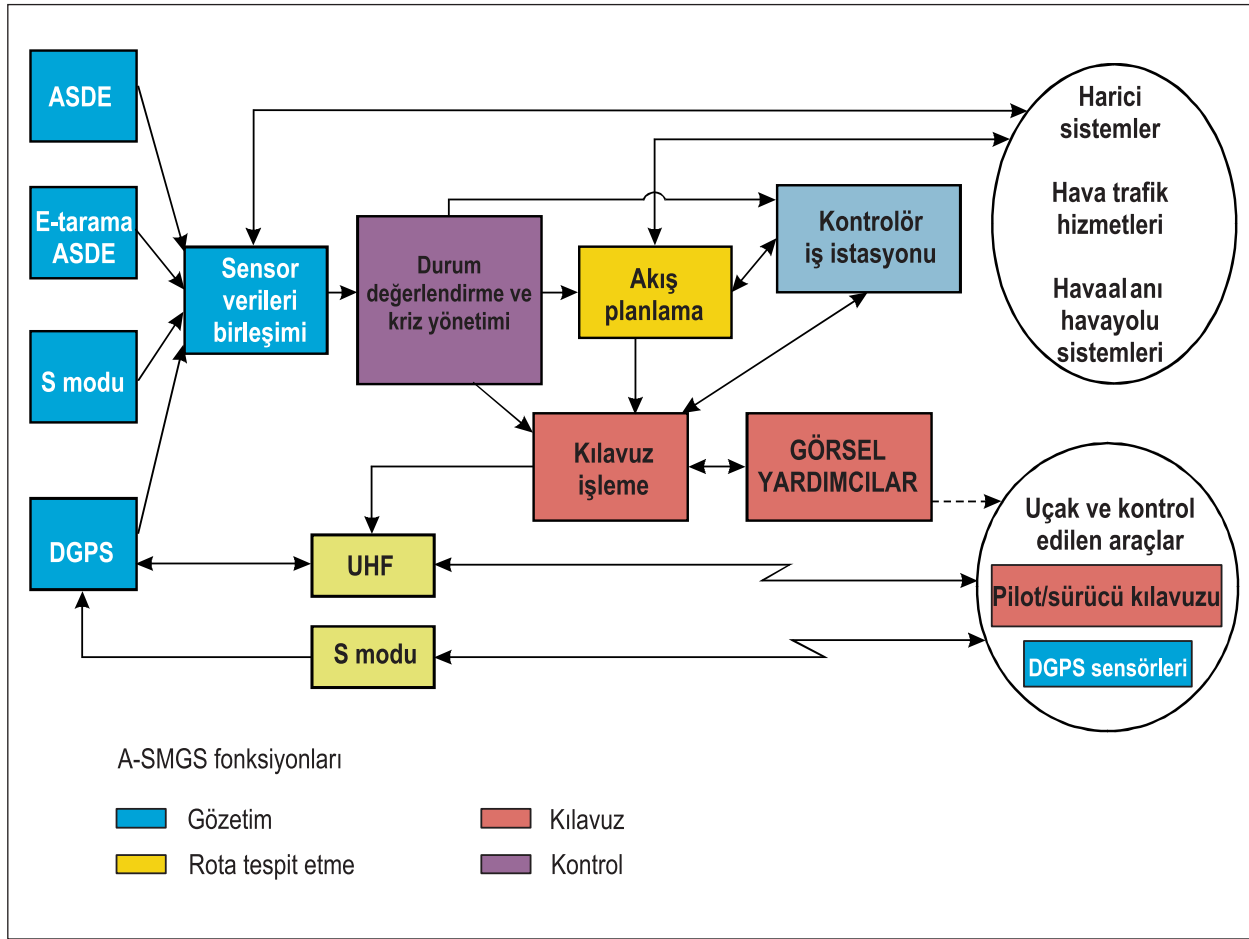 ASDE
E-tarama
ASDE
S modu
DGPS
Sensor
verileri
birleşimi
Durum
değerlendirme ve
kriz yönetimi
Akış
planlama
Kontrolör
iş istasyonu
Harici
sistemler
Hava trafik
hizmetleri
Havaalanı
havayolu
sistemleri
Kılavuz
işleme
GÖRSEL
YARDIMCILAR
UHF
S modu
Uçak ve kontrol
edilen araçlar
Pilot/sürücü kılavuzu
DGPS sensörleri
A-SMGS fonksiyonları
Gözetim
Kılavuz
Rota tespit etme
Kontrol